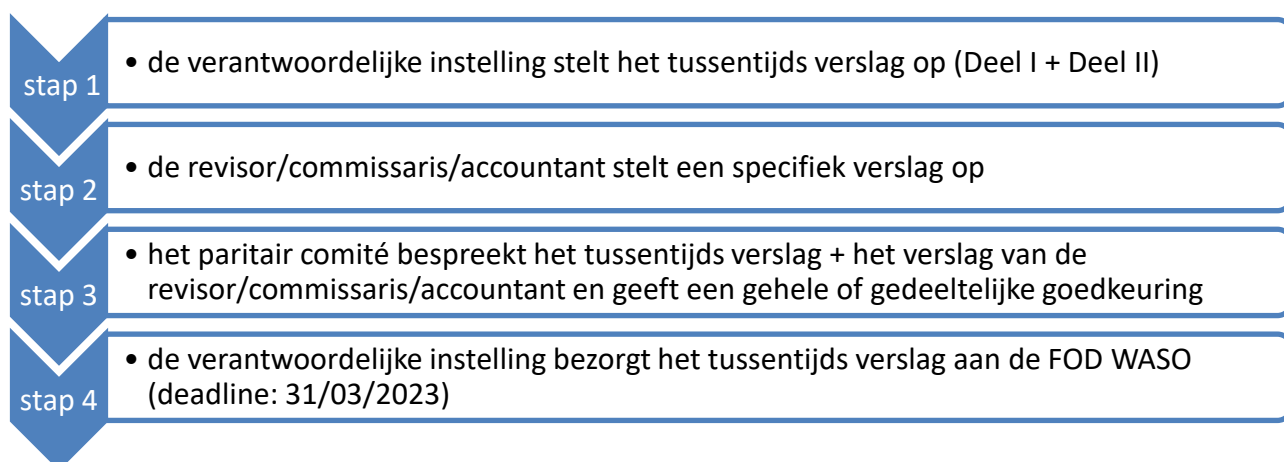 stap 1
• de verantwoordelijke instelling stelt het tussentijds verslag op (Deel I + Deel II)
stap 2
• de revisor/commissaris/accountant stelt een specifiek verslag op
stap 3
• het paritair comité bespreekt het tussentijds verslag + het verslag van de
revisor/commissaris/accountant en geeft een gehele of gedeeltelijke goedkeuring
stap 4
• de verantwoordelijke instelling bezorgt het tussentijds verslag aan de FOD WASO
(deadline: 31/03/2023)